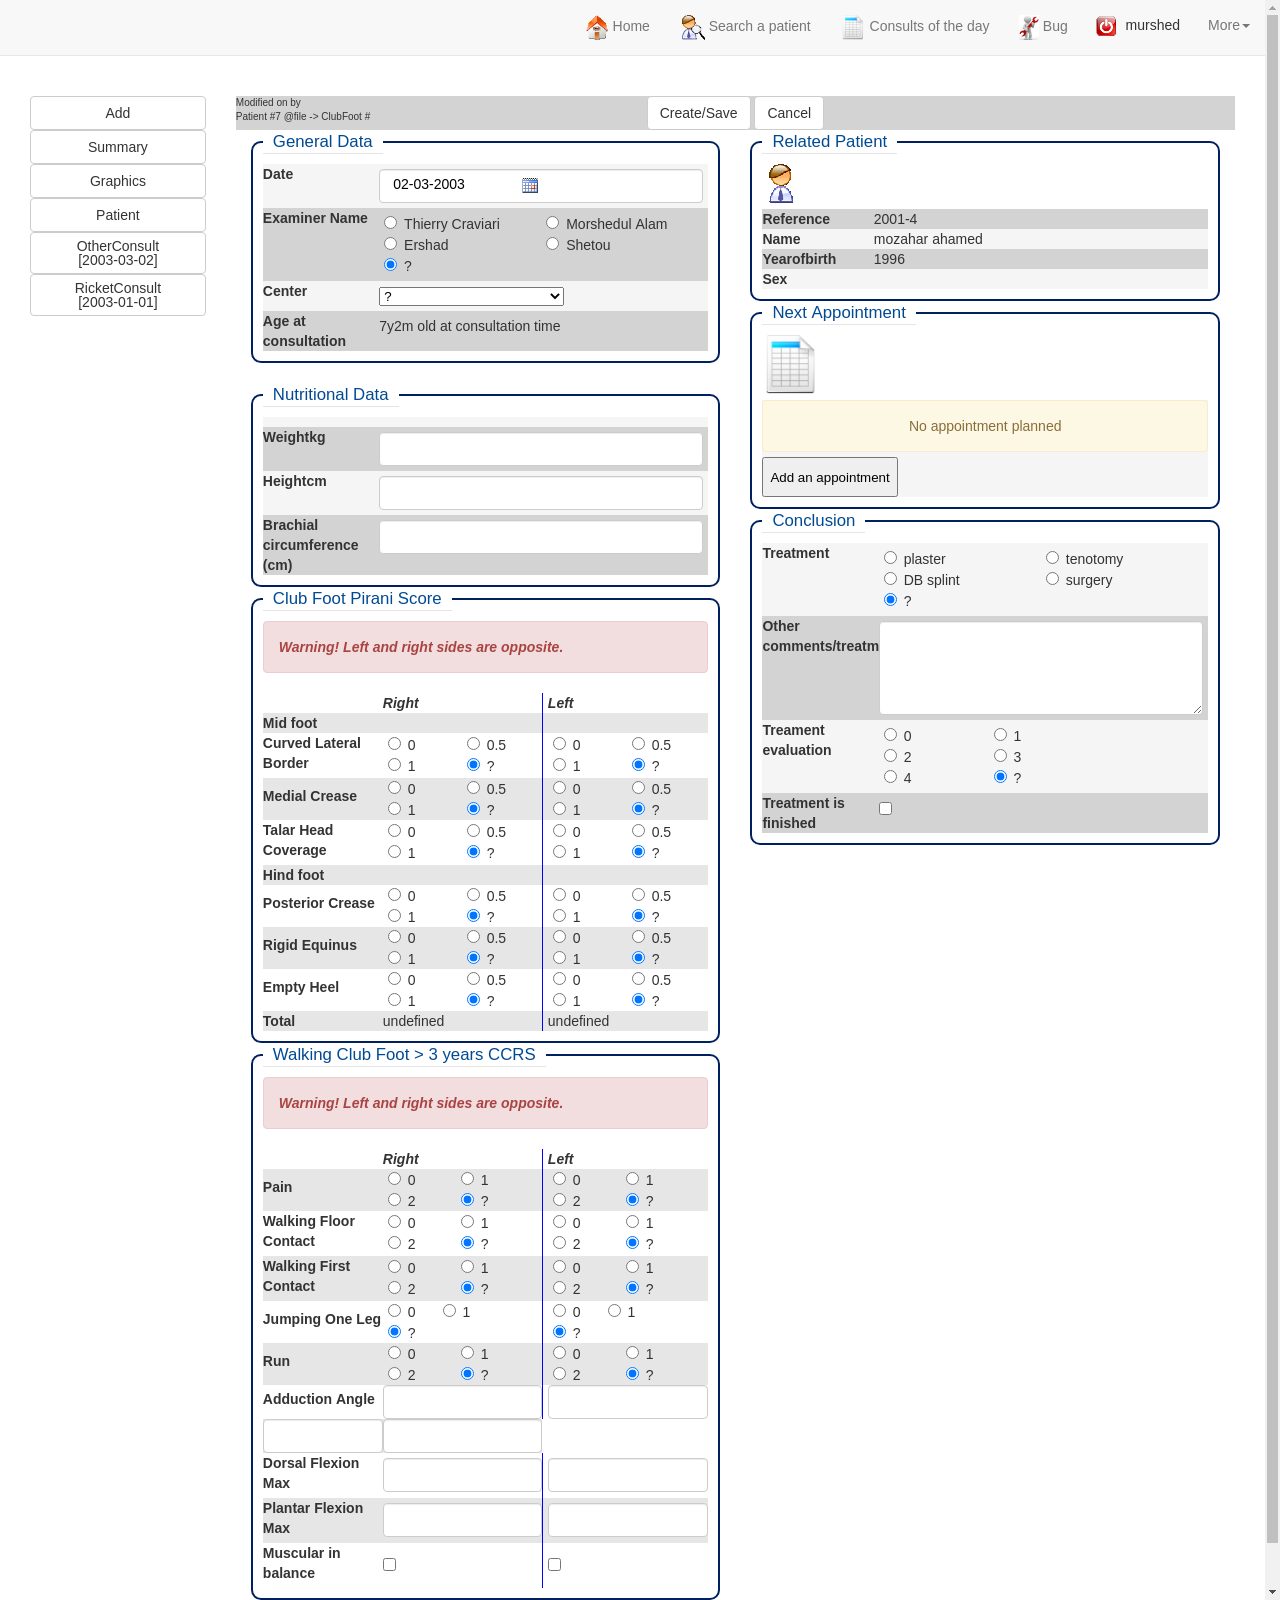 Home Search a patient Consults of the day Bug murshed More
Add
Summary
Graphics
Patient
OtherConsult
[2003-03-02]
RicketConsult
[2003-01-01]
Modified on by
Patient #7 @file -> ClubFoot #
Create/Save Cancel
General Data
Date 02-03-2003
Examiner Name Thierry Craviari Morshedul Alam
Ershad Shetou
?
Center ?
Age at
consultation
7y2m old at consultation time
Nutritional Data
Weightkg
Heightcm
Brachial
circumference
(cm)
Club Foot Pirani Score
Warning! Left and right sides are opposite.
Right Left
Mid foot
Curved Lateral
Border
0 0.5 0 0.5
1 ? 1 ?
Medial Crease
0 0.5 0 0.5
1 ? 1 ?
Talar Head
Coverage
0 0.5 0 0.5
1 ? 1 ?
Hind foot
Posterior Crease
0 0.5 0 0.5
1 ? 1 ?
Rigid Equinus
0 0.5 0 0.5
1 ? 1 ?
Empty Heel
0 0.5 0 0.5
1 ? 1 ?
Total undefined undefined
Walking Club Foot > 3 years CCRS
Warning! Left and right sides are opposite.
Right Left
Pain
0 1 0 1
2 ? 2 ?
Walking Floor
Contact
0 1 0 1
2 ? 2 ?
Walking First
Contact
0 1 0 1
2 ? 2 ?
Jumping One Leg
0 1 0 1
? ?
Run
0 1 0 1
2 ? 2 ?
Adduction Angle
Dorsal Flexion
Max
Plantar Flexion
Max
Muscular in
balance
Related Patient
Reference 2001-4
Name mozahar ahamed
Yearofbirth 1996
Sex
Next Appointment
No appointment planned
Add an appointment
Conclusion
Treatment plaster tenotomy
DB splint surgery
?
Other
comments/treatm
Treament
evaluation
0 1
2 3
4 ?
Treatment is
finished